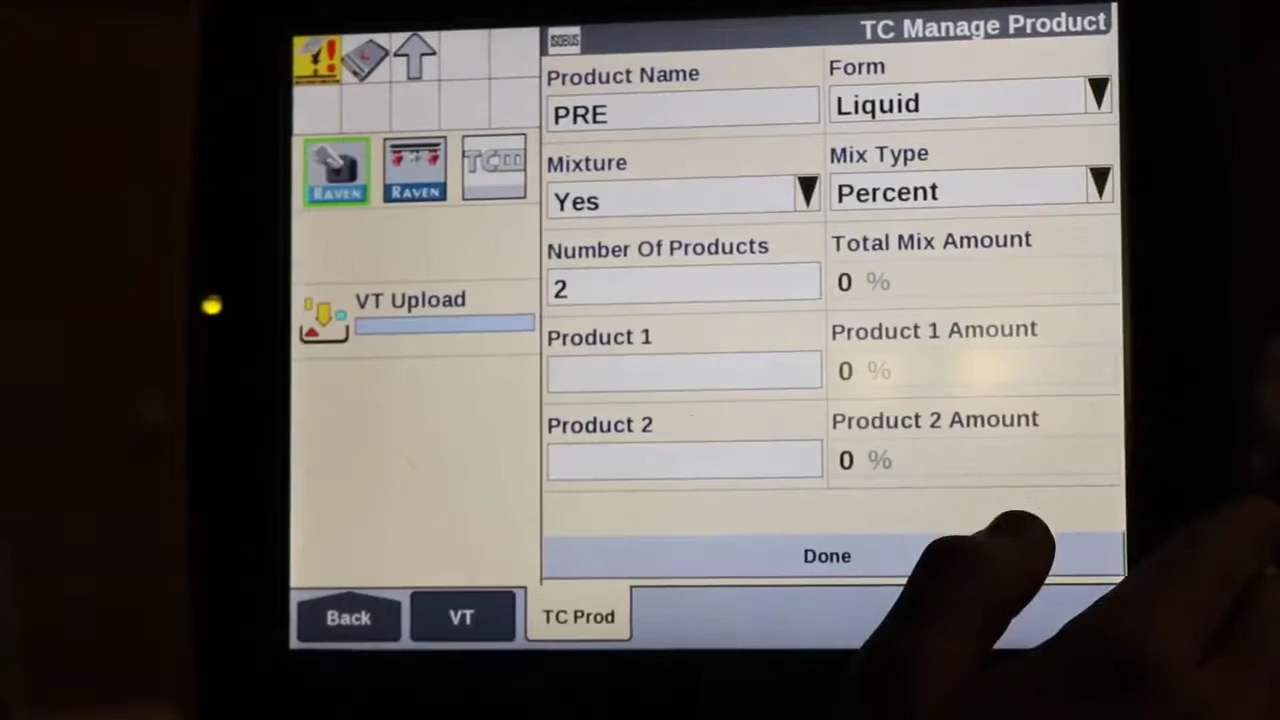 ISOBUS
TC Manage Product
Product Name
Form
PRE
Liquid
Mixture
Mix Type
Yes
Percent
Number Of Products
Total Mix Amount
2
0 %
Product 1
Product 1 Amount
0 %
Product 2
Product 2 Amount
0 %
Done
RAVEN
RAVEN
TC
VT Upload
Back
VT
TC Prod